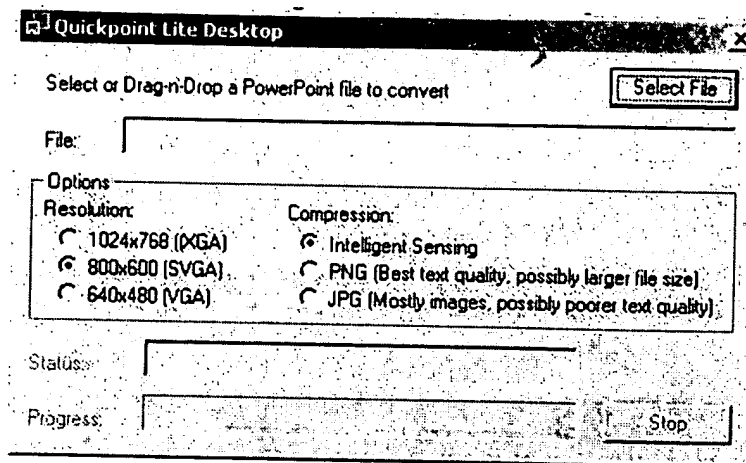 Quickpoint Lite Desktop
Select or Drag-n-Drop a PowerPoint file to convert
Select File
File:
Options
Resolution:
1024x768 (XGA)
800x600 (SVGA)
640x480 (VGA)
Compression:
Intelligent Sensing
PNG (Best text quality, possibly larger file size)
JPG (Mostly images, possibly poorer text quality)
Status:
Progress:
Stop